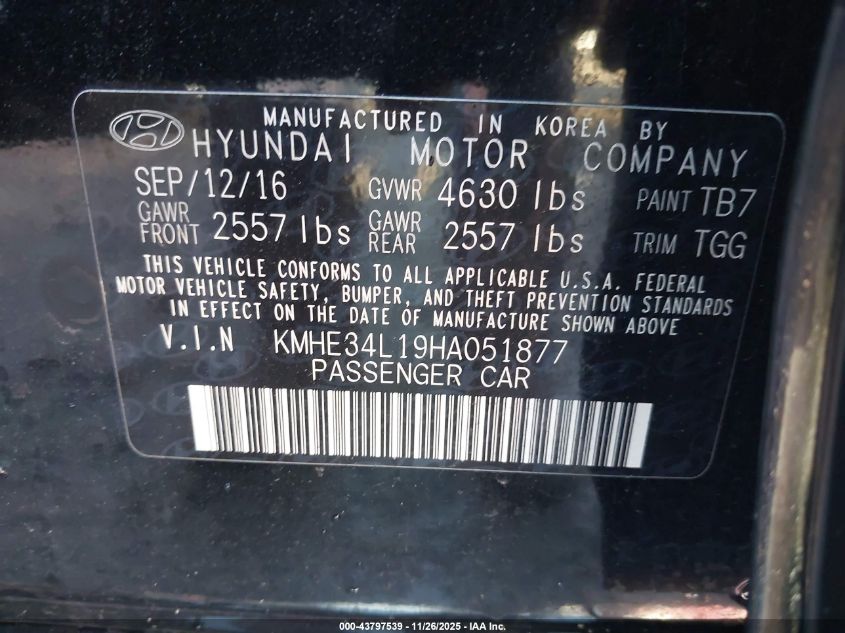 MANUFACTURED IN KOREA BY
HYUNDAI MOTOR COMPANY
SEP/12/16 GVWR 4630 lbs PAINT TB7
GAWR FRONT 2557 lbs GAWR REAR 2557 lbs TRIM TGG
THIS VEHICLE CONFORMS TO ALL APPLICABLE U.S.A. FEDERAL
MOTOR VEHICLE SAFETY, BUMPER, AND THEFT PREVENTION STANDARDS
IN EFFECT ON THE DATE OF MANUFACTURE SHOWN ABOVE
V.I.N KMHE34L19HA051877
PASSENGER CAR
000-43797539 - 11/26/2025 - IAA Inc.